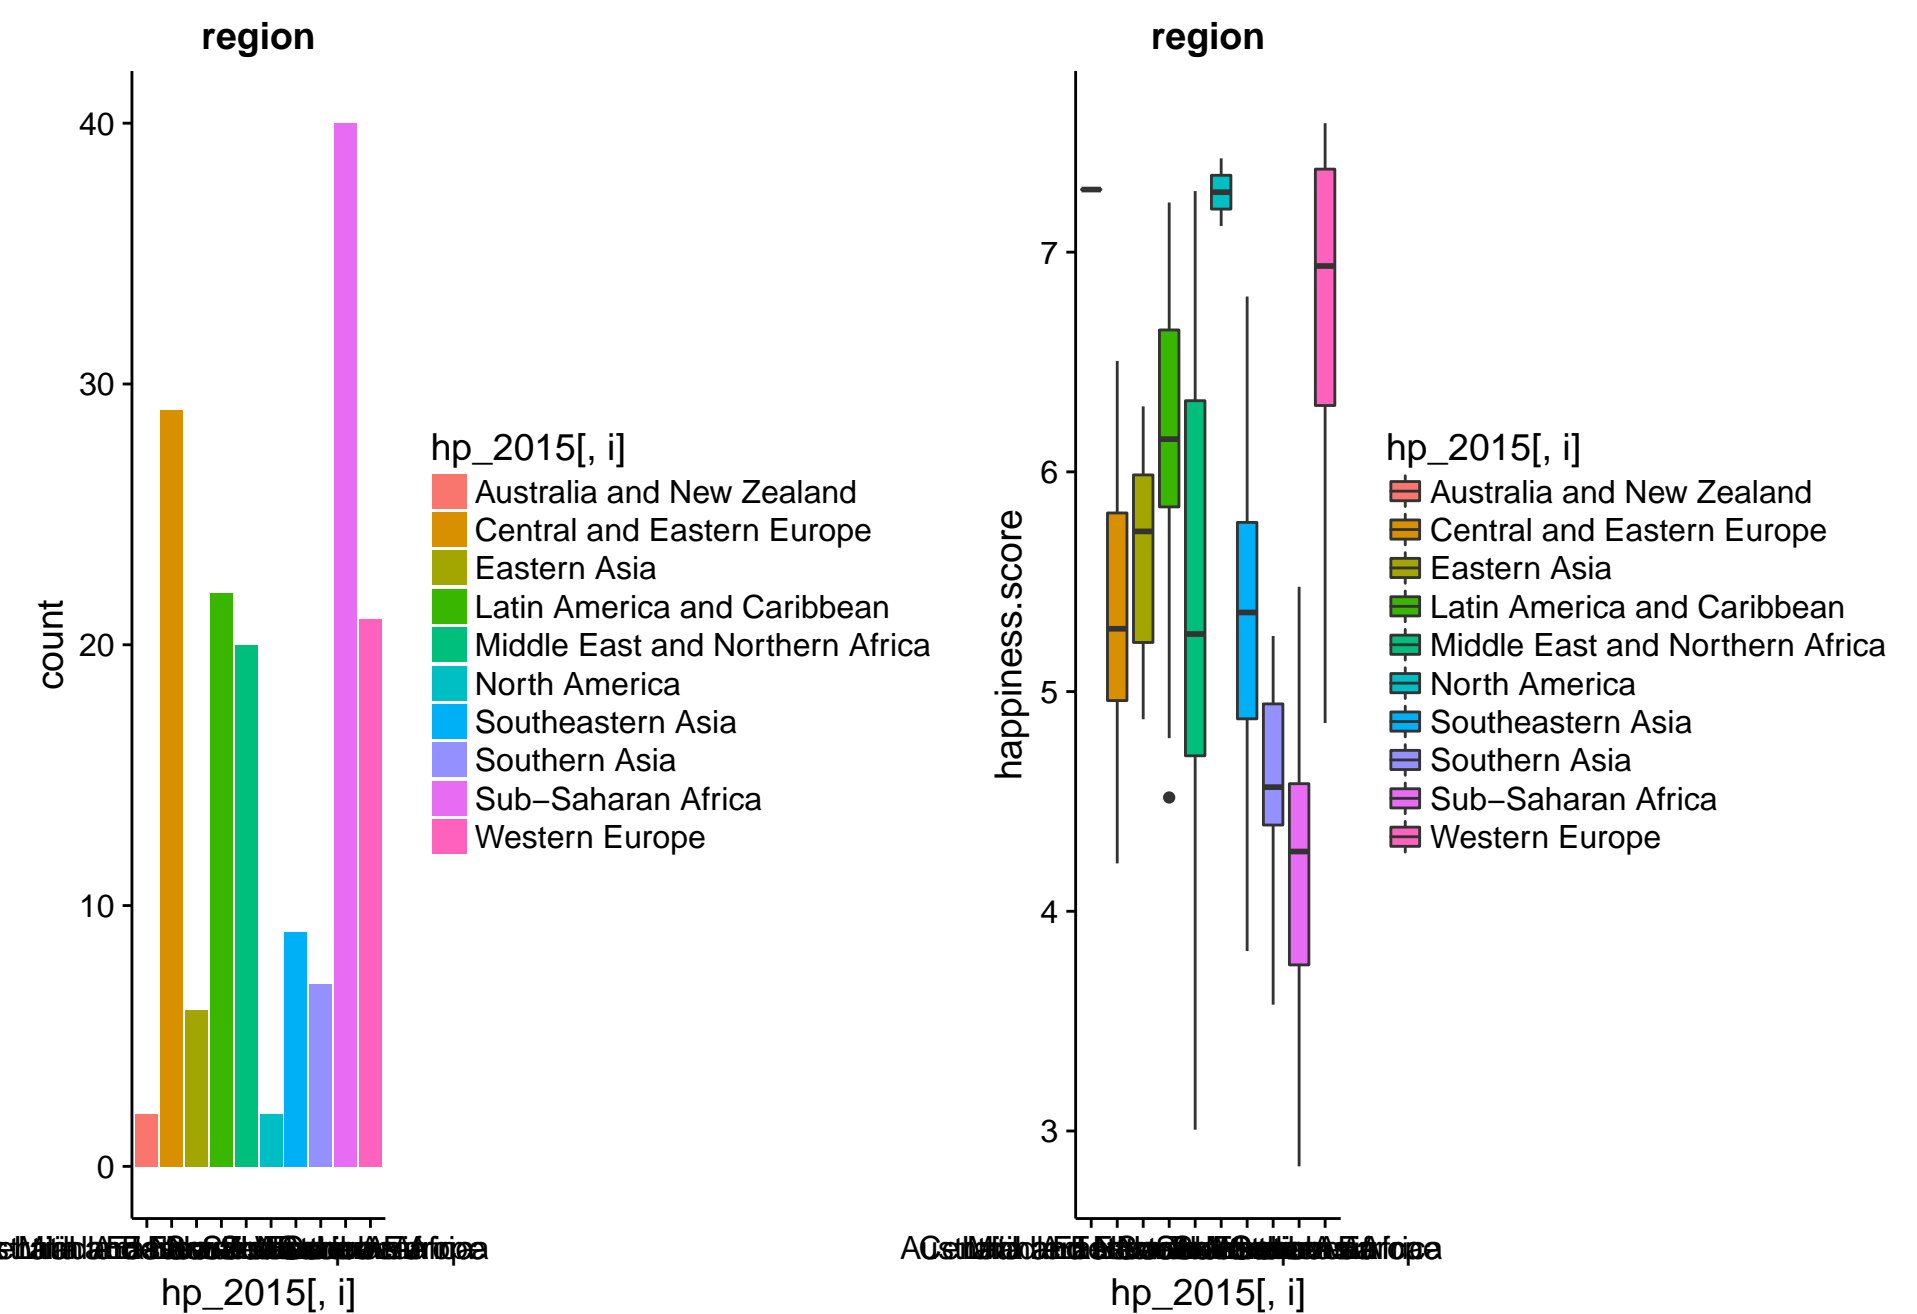 region
40
30
20
10
0
count
hp_2015[, i]
hp_2015[, i]
Australia and New Zealand
Central and Eastern Europe
Eastern Asia
Latin America and Caribbean
Middle East and Northern Africa
North America
Southeastern Asia
Southern Asia
Sub−Saharan Africa
Western Europe
region
7
6
5
4
3
happiness.score
hp_2015[, i]
hp_2015[, i]
Australia and New Zealand
Central and Eastern Europe
Eastern Asia
Latin America and Caribbean
Middle East and Northern Africa
North America
Southeastern Asia
Southern Asia
Sub−Saharan Africa
Western Europe